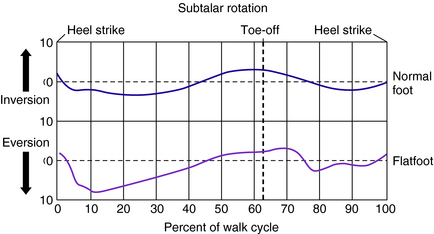 Subtalar rotation
Heel strike Toe-off Heel strike
10
0
Inversion
Normal
foot
10
Eversion
0
Flatfoot
10
0 10 20 30 40 50 60 70 80 90 100
Percent of walk cycle